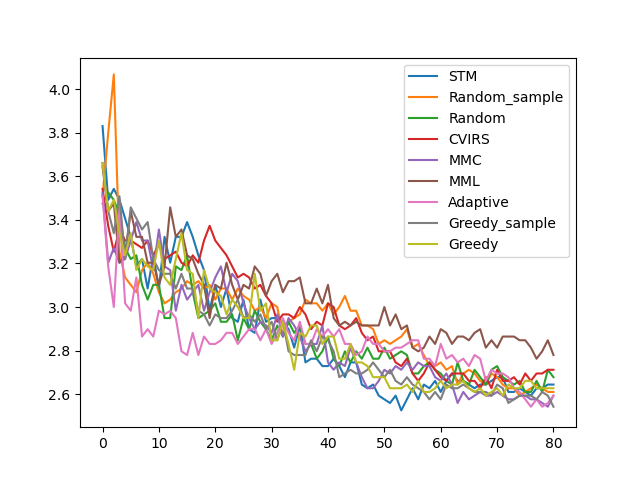 4.0
3.8
3.6
3.4
3.2
3.0
2.8
2.6
0
10
20
30
40
50
60
70
80
STM
Random_sample
Random
CVIRS
MMC
MML
Adaptive
Greedy_sample
Greedy